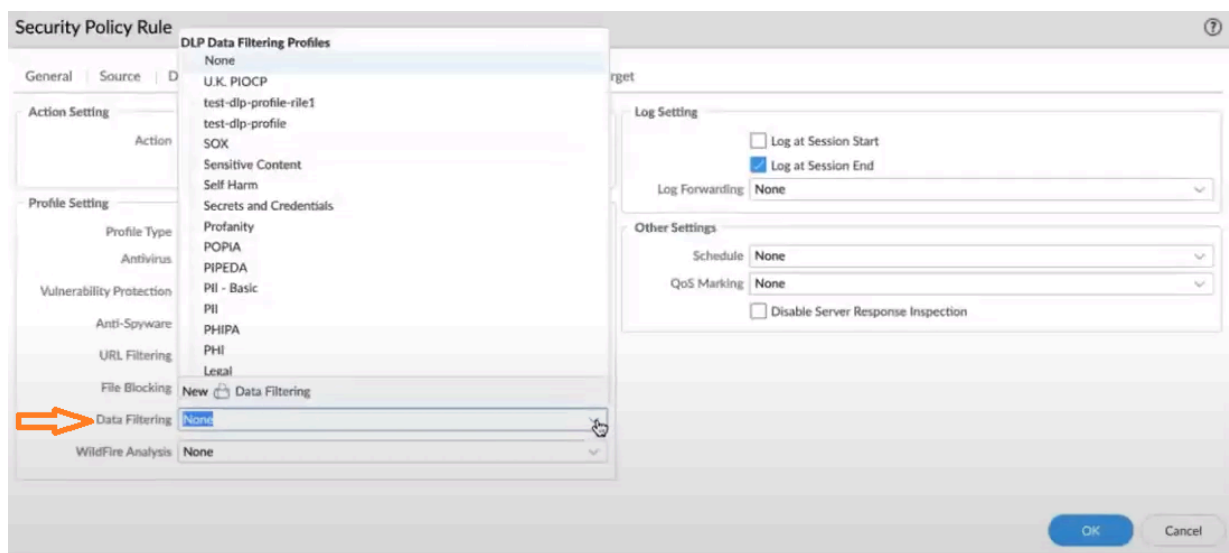 Security Policy Rule
DLP Data Filtering Profiles
None
General Source D
rget
U.K. PIOCP
test-dlp-profile-rile1
test-dlp-profile
SOX
Sensitive Content
Self Harm
Secrets and Credentials
Profanity
POPIA
PIPEDA
PII - Basic
PII
PHIPA
PHI
Legal
New Data Filtering
Action Setting
Action
Profile Setting
Profile Type
Antivirus
Vulnerability Protection
Anti-Spyware
URL Filtering
File Blocking
Data Filtering None
WildFire Analysis None
Log Setting
Log at Session Start
Log at Session End
Log Forwarding None
Other Settings
Schedule None
QoS Marking None
Disable Server Response Inspection
OK Cancel